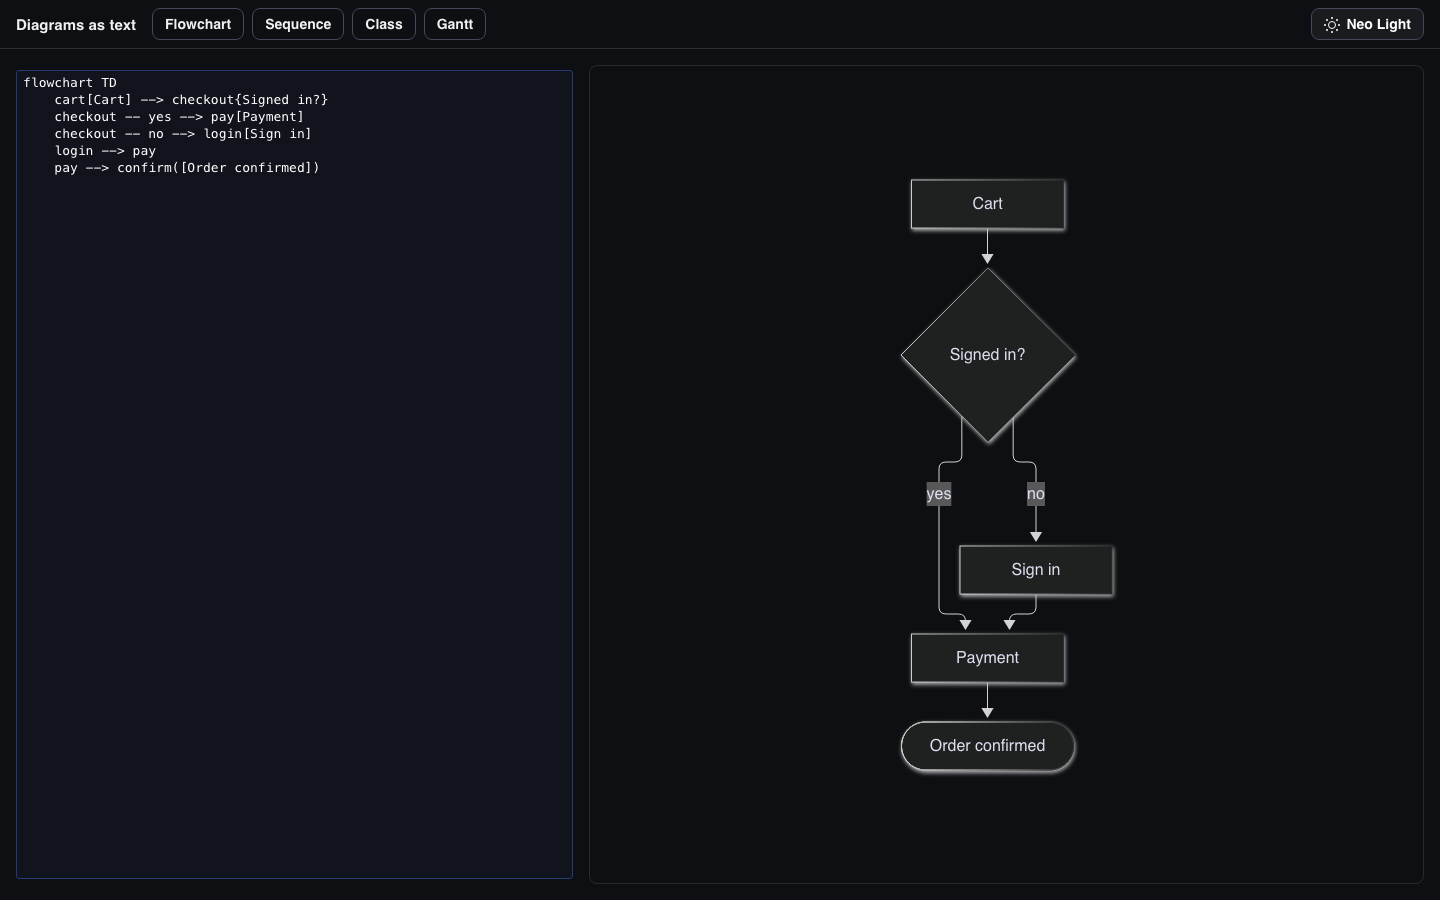 Diagrams as text
Flowchart
Sequence
Class
Gantt
Neo Light
flowchart TD
    cart[Cart] --> checkout{Signed in?}
    checkout -- yes --> pay[Payment]
    checkout -- no --> login[Sign in]
    login --> pay
    pay --> confirm([Order confirmed])
Cart
Signed in?
yes
no
Sign in
Payment
Order confirmed